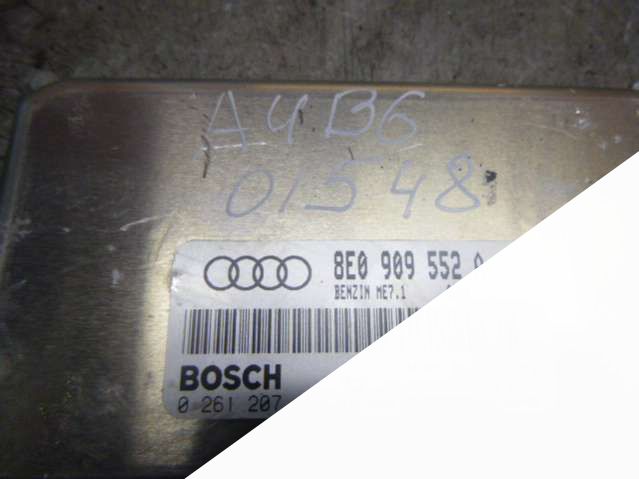 A4B6
01548
8E0 909 552
BENZIN ME7.1
BOSCH
0 261 207